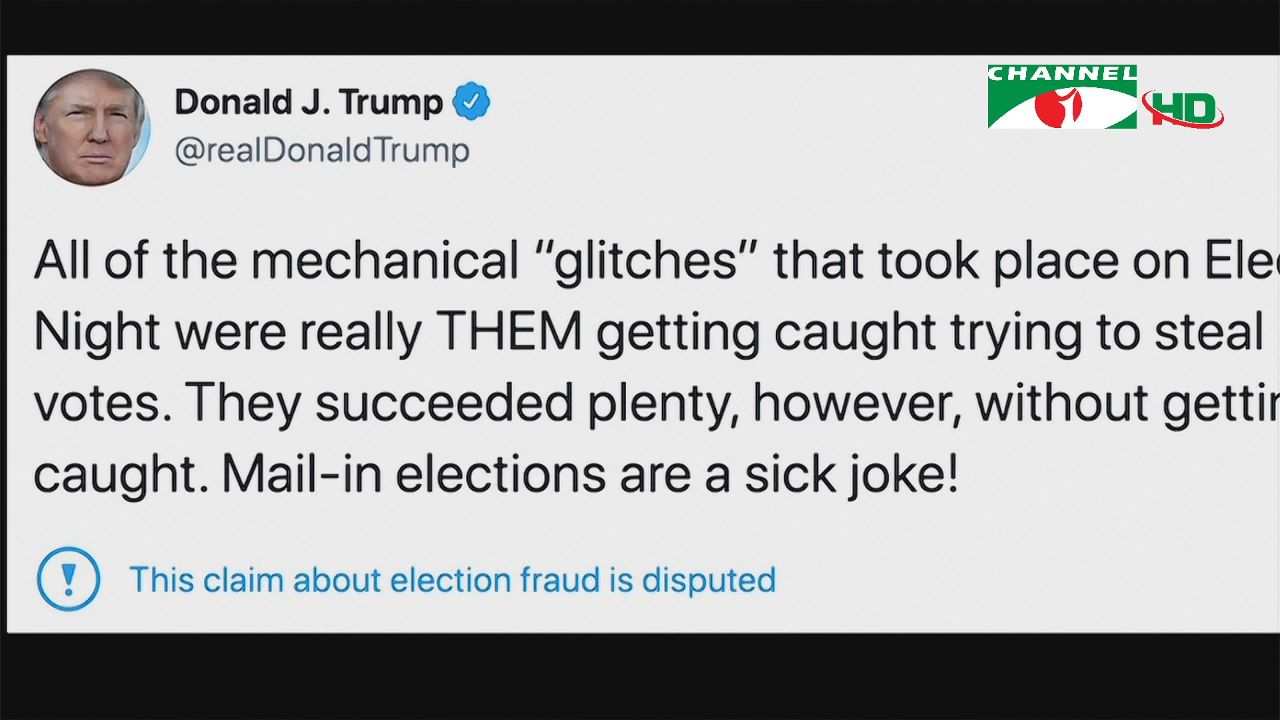 CHANNEL
HD
Donald J. Trump
@realDonaldTrump
All of the mechanical “glitches” that took place on
Night were really THEM getting caught trying to steal
votes. They succeeded plenty, however, without
caught. Mail-in elections are a sick joke!
This claim about election fraud is disputed